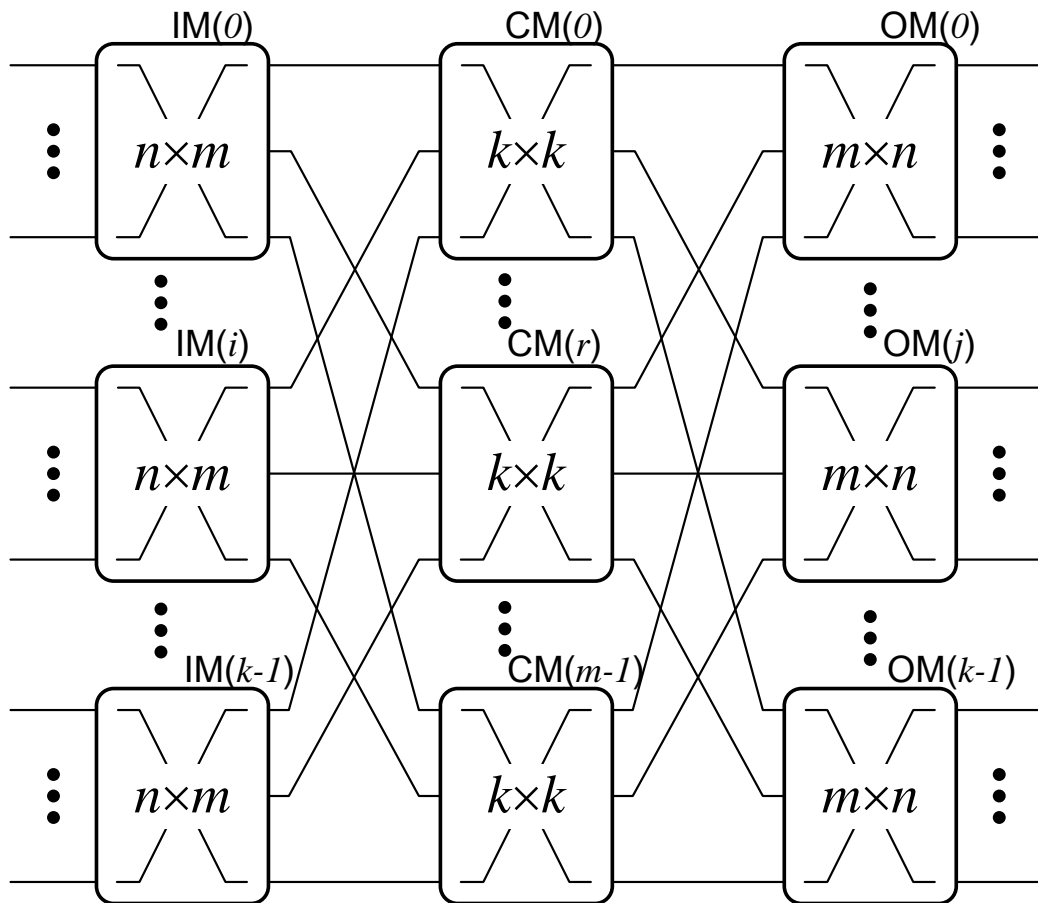 IM(0) CM(0) OM(0)
n×m k×k m×n
IM(i) CM(r) OM(j)
n×m k×k m×n
IM(k-1) CM(m-1) OM(k-1)
n×m k×k m×n